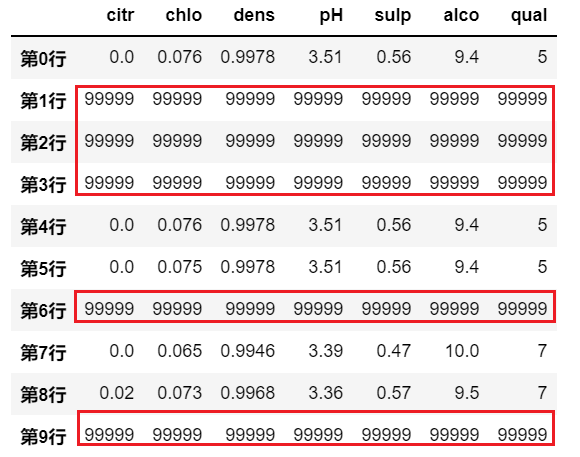 citr chlo dens pH sulp alco qual
第0行 0.0 0.076 0.9978 3.51 0.56 9.4 5
第1行 99999 99999 99999 99999 99999 99999 99999
第2行 99999 99999 99999 99999 99999 99999 99999
第3行 99999 99999 99999 99999 99999 99999 99999
第4行 0.0 0.076 0.9978 3.51 0.56 9.4 5
第5行 0.0 0.075 0.9978 3.51 0.56 9.4 5
第6行 99999 99999 99999 99999 99999 99999 99999
第7行 0.0 0.065 0.9946 3.39 0.47 10.0 7
第8行 0.02 0.073 0.9968 3.36 0.57 9.5 7
第9行 99999 99999 99999 99999 99999 99999 99999